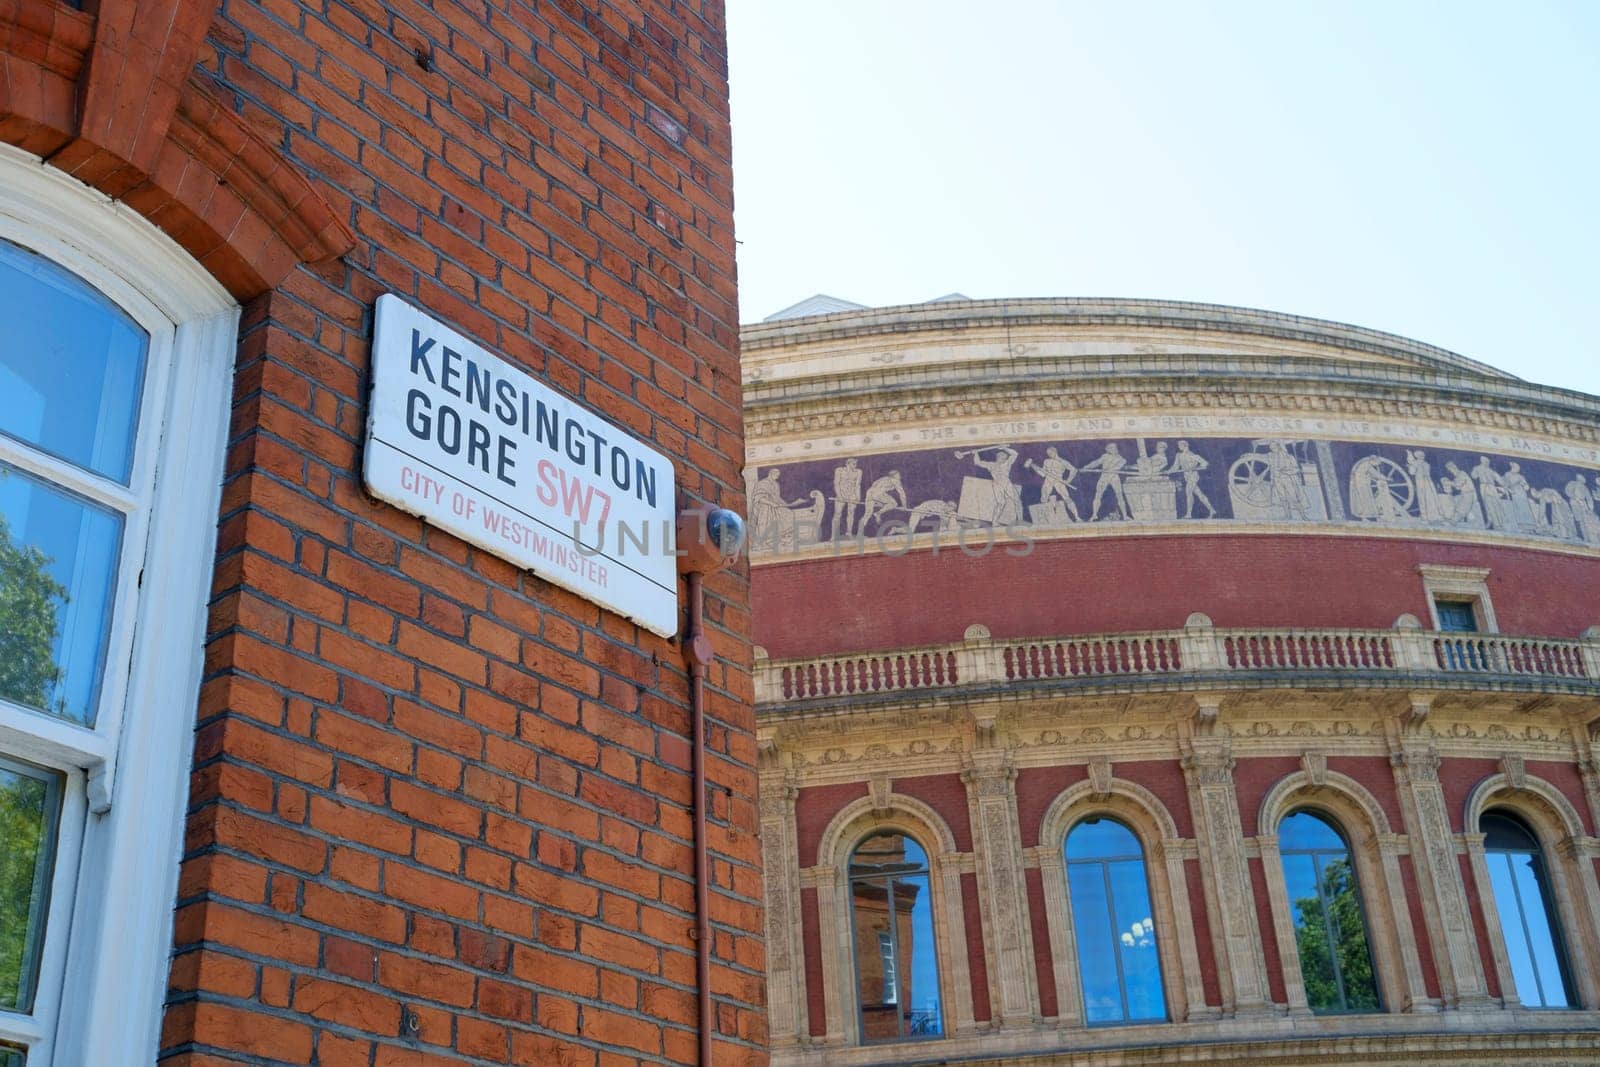 KENSINGTON
GORE SW7
CITY OF WESTMINSTER
THE WISE AND THEIR WORKS ARE IN THE HAND
UNLIMPHOTOS